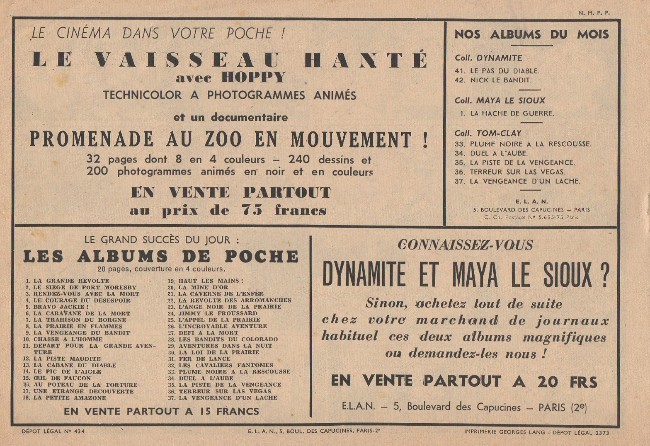 N. M. P. P.
LE CINÉMA DANS VOTRE POCHE !
LE VAISSEAU HANTÉ
avec HOPPY
TECHNICOLOR A PHOTOGRAMMES ANIMÉS
et un documentaire
PROMENADE AU ZOO EN MOUVEMENT !
32 pages dont 8 en 4 couleurs – 240 dessins et
200 photogrammes animés en noir et en couleurs
EN VENTE PARTOUT
au prix de 75 francs
NOS ALBUMS DU MOIS
Coll. DYNAMITE
41. LE PAS DU DIABLE.
42. NICK LE BANDIT.
Coll. MAYA LE SIOUX
1. LA HACHE DE GUERRE.
Coll. TOM-CLAY
33. PLUME NOIRE A LA RESCOUSSE.
34. DUEL A L'AUBE.
35. LA PISTE DE LA VENGEANCE.
36. TERREUR SUR LAS VEGAS.
37. LA VENGEANCE D'UN LACHE.
E. L. A. N.
5, BOULEVARD DES CAPUCINES – PARIS
LE GRAND SUCCÈS DU JOUR :
LES ALBUMS DE POCHE
20 pages, couverture en 4 couleurs.
1. LA GRANDE REVOLTE
2. LE SIEGE DE PORT MORESBY
3. RENDEZ-VOUS AVEC LA MORT
4. LE COURAGE DU DESESPOIR
5. BRAVO JACKIE !
6. LA CARAVANE DE LA MORT
7. LA TRAHISON DU BORGNE
8. LA PRAIRIE EN FLAMMES
9. LA VENGEANCE DU BANDIT
10. CHASSE A L'HOMME
11. DEPART POUR LA GRANDE AVEN-
TURE
12. LA PISTE MAUDITE
13. LA CABANE DU DIABLE
14. LE PIC DE L'AIGLE
15. ŒIL DE FAUCON
16. AU POTEAU DE LA TORTURE
17. UNE ETRANGE DECOUVERTE
18. LA PETITE AMAZONE
19. HAUT LES MAINS !
20. LA MINE D'OR
21. LA CAVERNE DE L'ENFER
22. LA REVOLTE DES ARROMANCHES
23. L'ANGE NOIR DE LA PRAIRIE
24. JIMMY LE FROUSSARD
25. L'APPEL DE LA PRAIRIE
26. L'INCROYABLE AVENTURE
27. DEFI A LA MORT
28. LES BANDITS DU COLORADO
29. AVENTURES DANS LA NUIT
30. LA LOI DE LA PRAIRIE
31. FER DE LANCE
32. LES CAVALIERS FANTOMES
33. PLUME NOIRE A LA RESCOUSSE
34. DUEL A L'AUBE
35. LA PISTE DE LA VENGEANCE
36. TERREUR SUR LAS VEGAS
37. LA VENGEANCE D'UN LACHE
EN VENTE PARTOUT A 15 FRANCS
CONNAISSEZ-VOUS
DYNAMITE ET MAYA LE SIOUX ?
Sinon, achetez tout de suite
chez votre marchand de journaux
habituel ces deux albums magnifiques
ou demandez-les nous !
EN VENTE PARTOUT A 20 FRS
E.L.A.N. – 5, Boulevard des Capucines – PARIS (2e)
DÉPOT LÉGAL N° 424
E. L. A. N., 5, BOUL. DES CAPUCINES, PARIS-2e
IMPRIMERIE GEORGES LANG - DÉPOT LÉGAL 2373